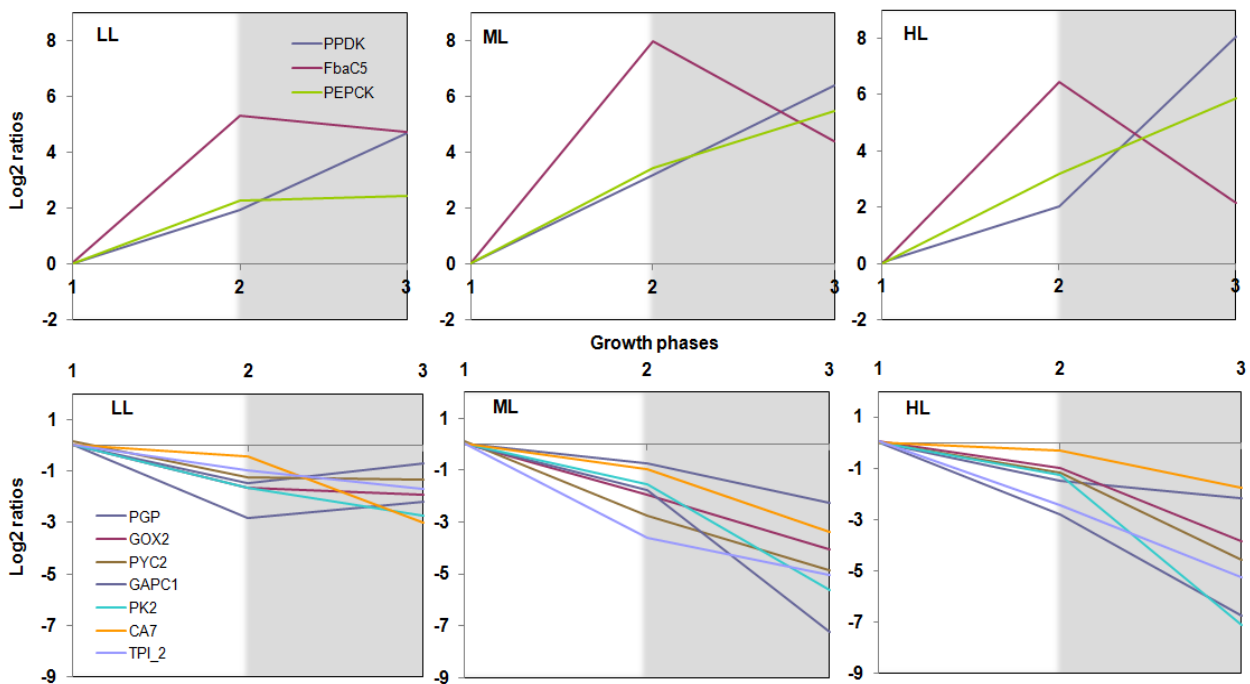 LL
ML
HL
PPDK
FbaC5
PEPCK
Log2 ratios
8
6
4
2
0
-2
1 2 3
8
6
4
2
0
-2
1 2 3
8
6
4
2
0
-2
1 2 3
Growth phases
1 2 3
1 2 3
1 2 3
LL
ML
HL
Log2 ratios
1
-1
-3
-5
-7
-9
1
-1
-3
-5
-7
-9
1
-1
-3
-5
-7
-9
PGP
GOX2
PYC2
GAPC1
PK2
CA7
TPI_2